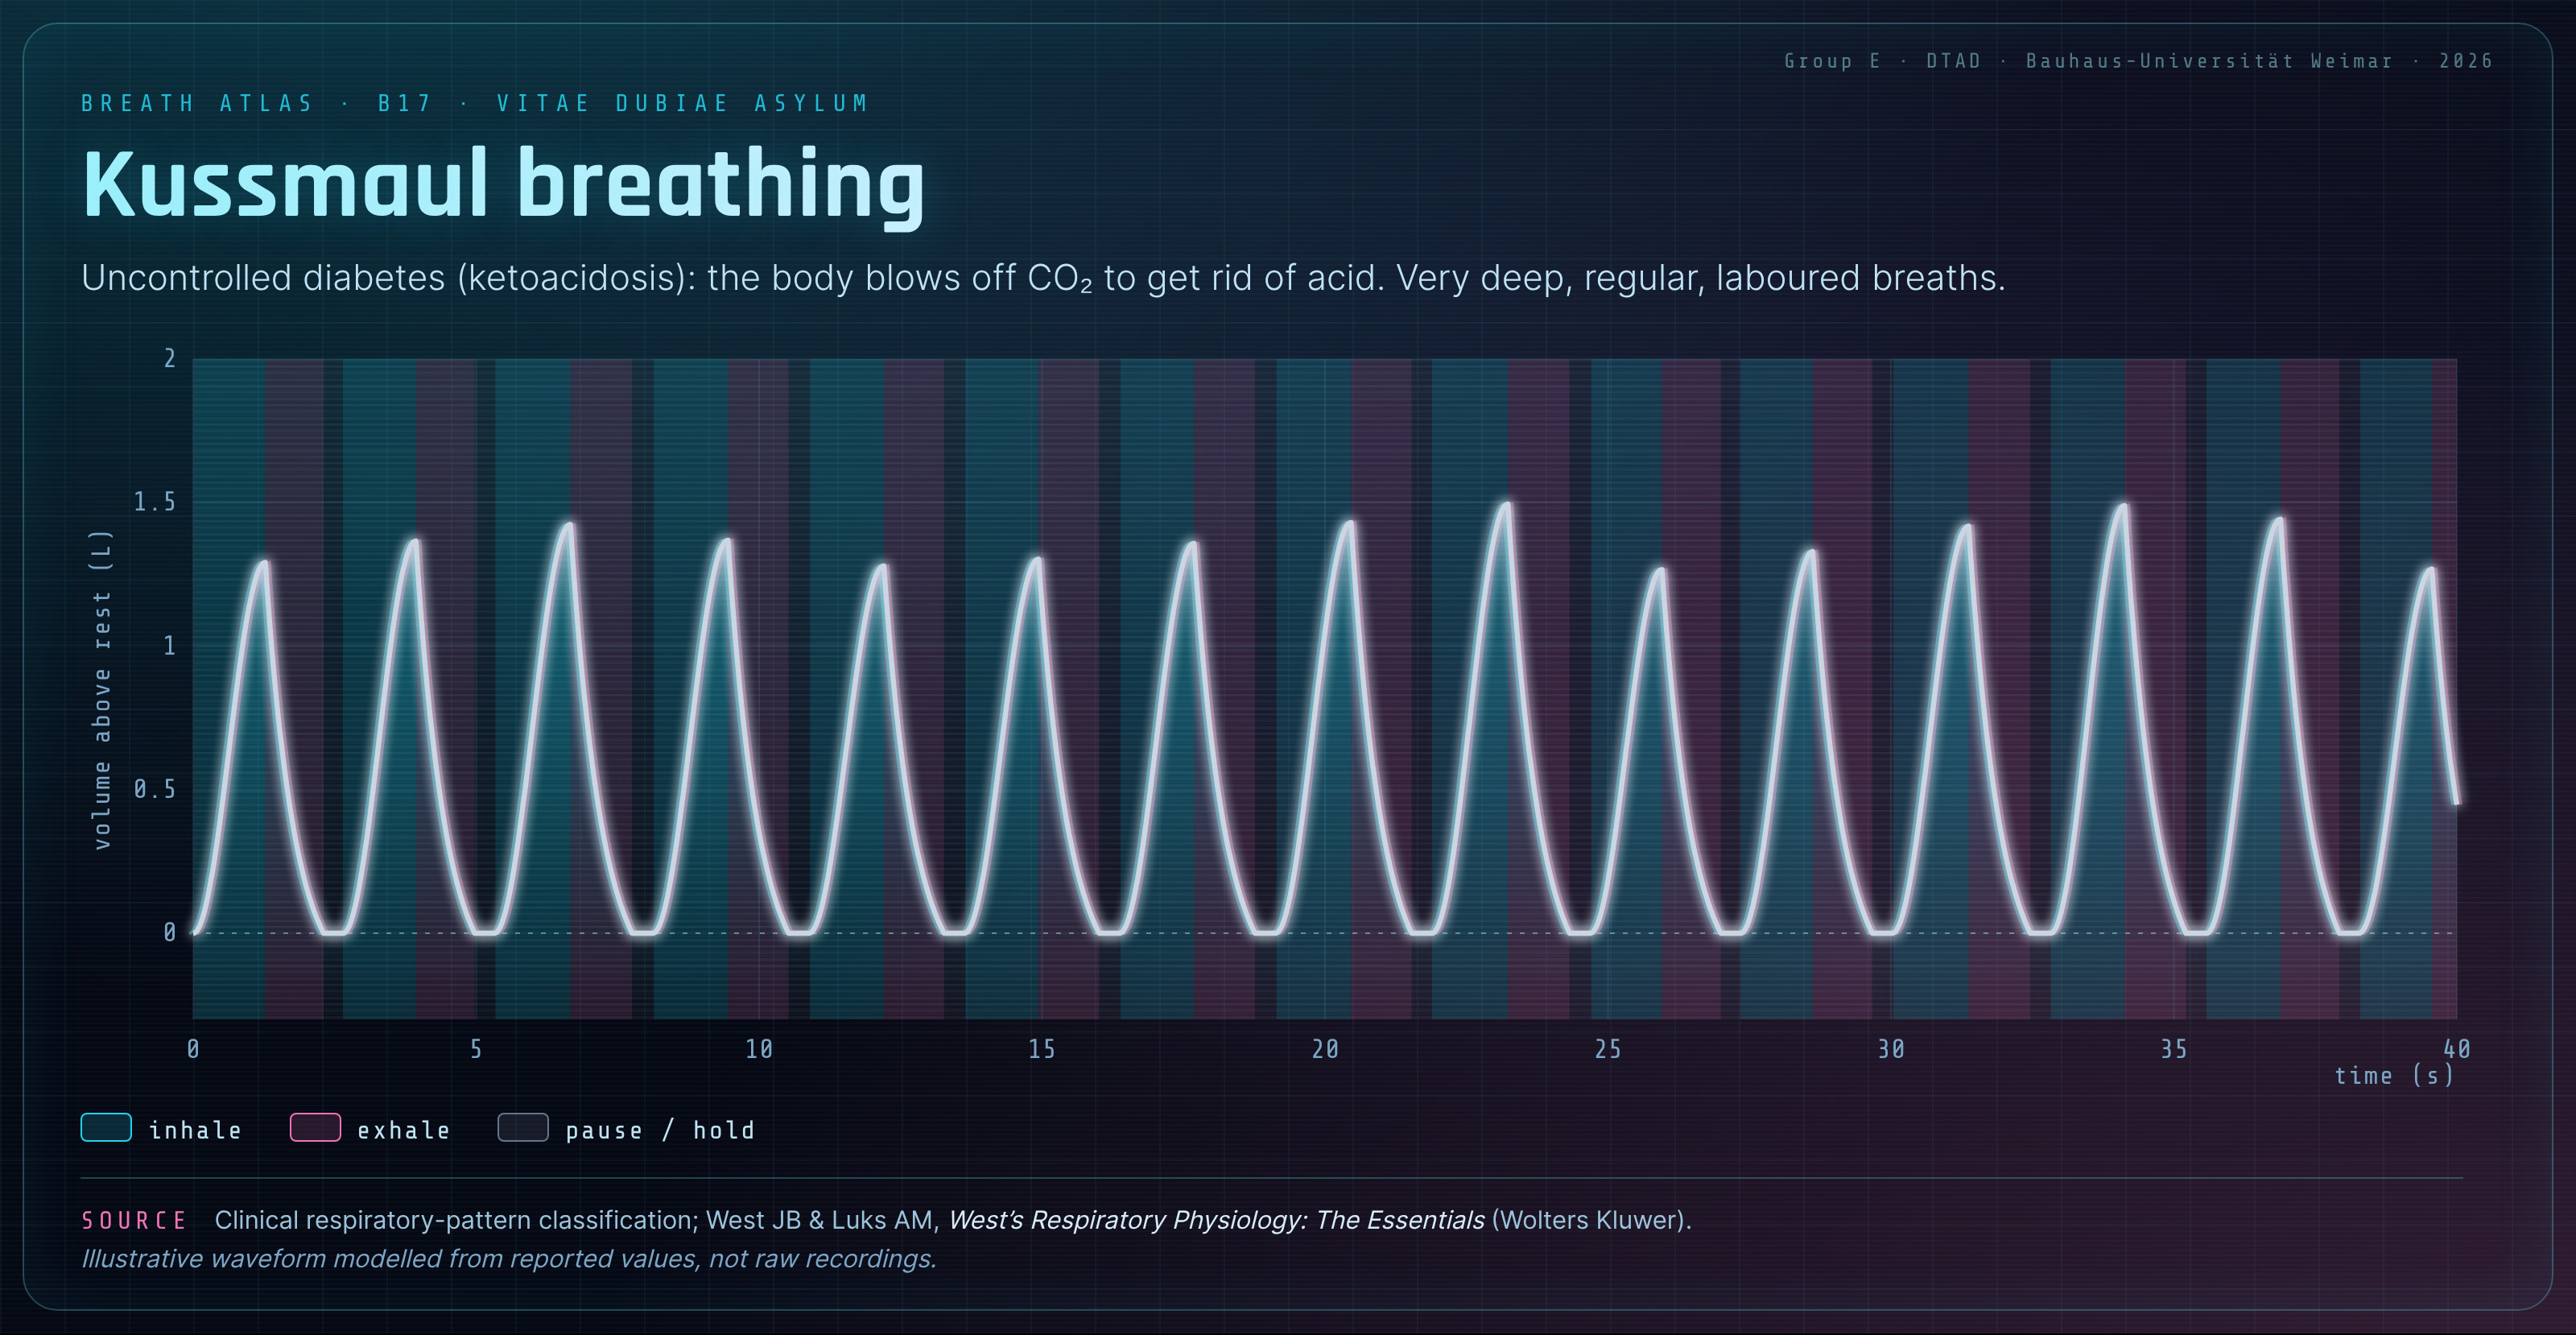 Group E · DTAD · Bauhaus-Universität Weimar · 2026
BREATH ATLAS · B17 · VITAE DUBIAE ASYLUM
Kussmaul breathing
Uncontrolled diabetes (ketoacidosis): the body blows off CO₂ to get rid of acid. Very deep, regular, laboured breaths.
volume above rest (L)
2
1.5
1
0.5
0
0 5 10 15 20 25 30 35 40
time (s)
inhale exhale pause / hold
SOURCE Clinical respiratory-pattern classification; West JB & Luks AM, West’s Respiratory Physiology: The Essentials (Wolters Kluwer).
Illustrative waveform modelled from reported values, not raw recordings.